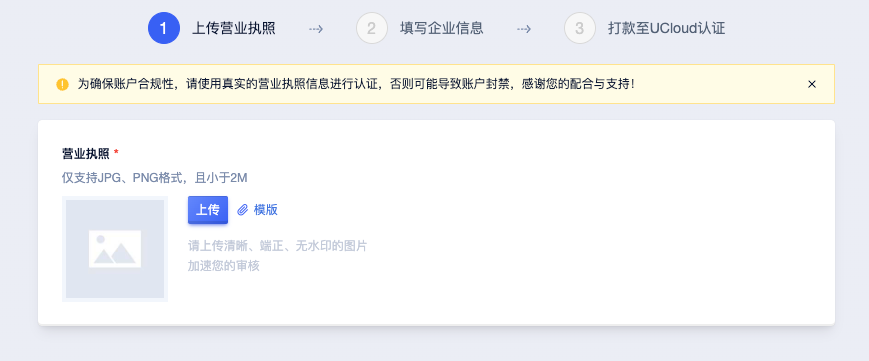 1 上传营业执照 2 填写企业信息 3 打款至UCloud认证
为确保账户合规性，请使用真实的营业执照信息进行认证，否则可能导致账户封禁，感谢您的配合与支持！
营业执照 *
仅支持JPG、PNG格式，且小于2M
上传 模版
请上传清晰、端正、无水印的图片
加速您的审核